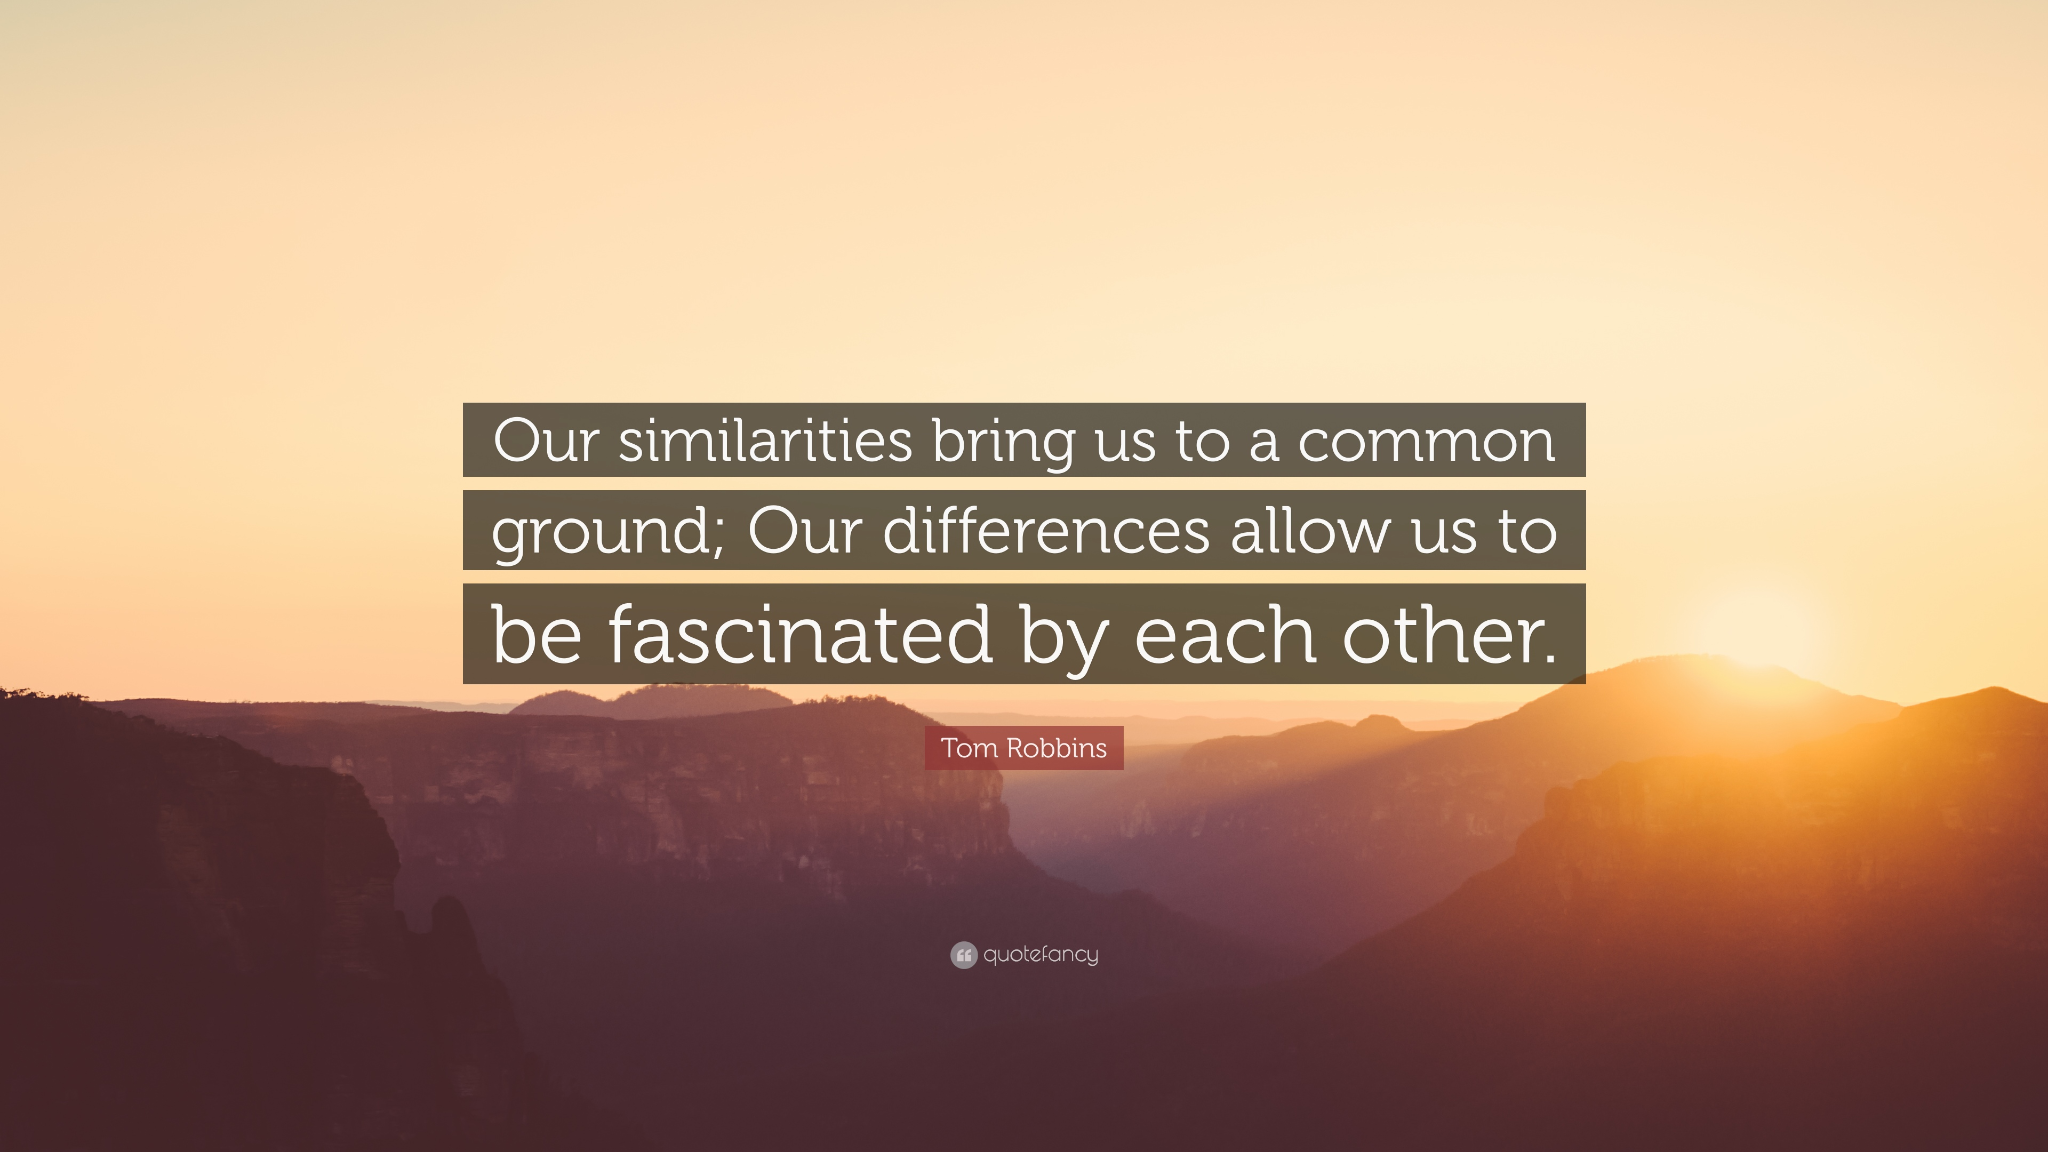 Our similarities bring us to a common
ground; Our differences allow us to
be fascinated by each other.
Tom Robbins
quotefancy